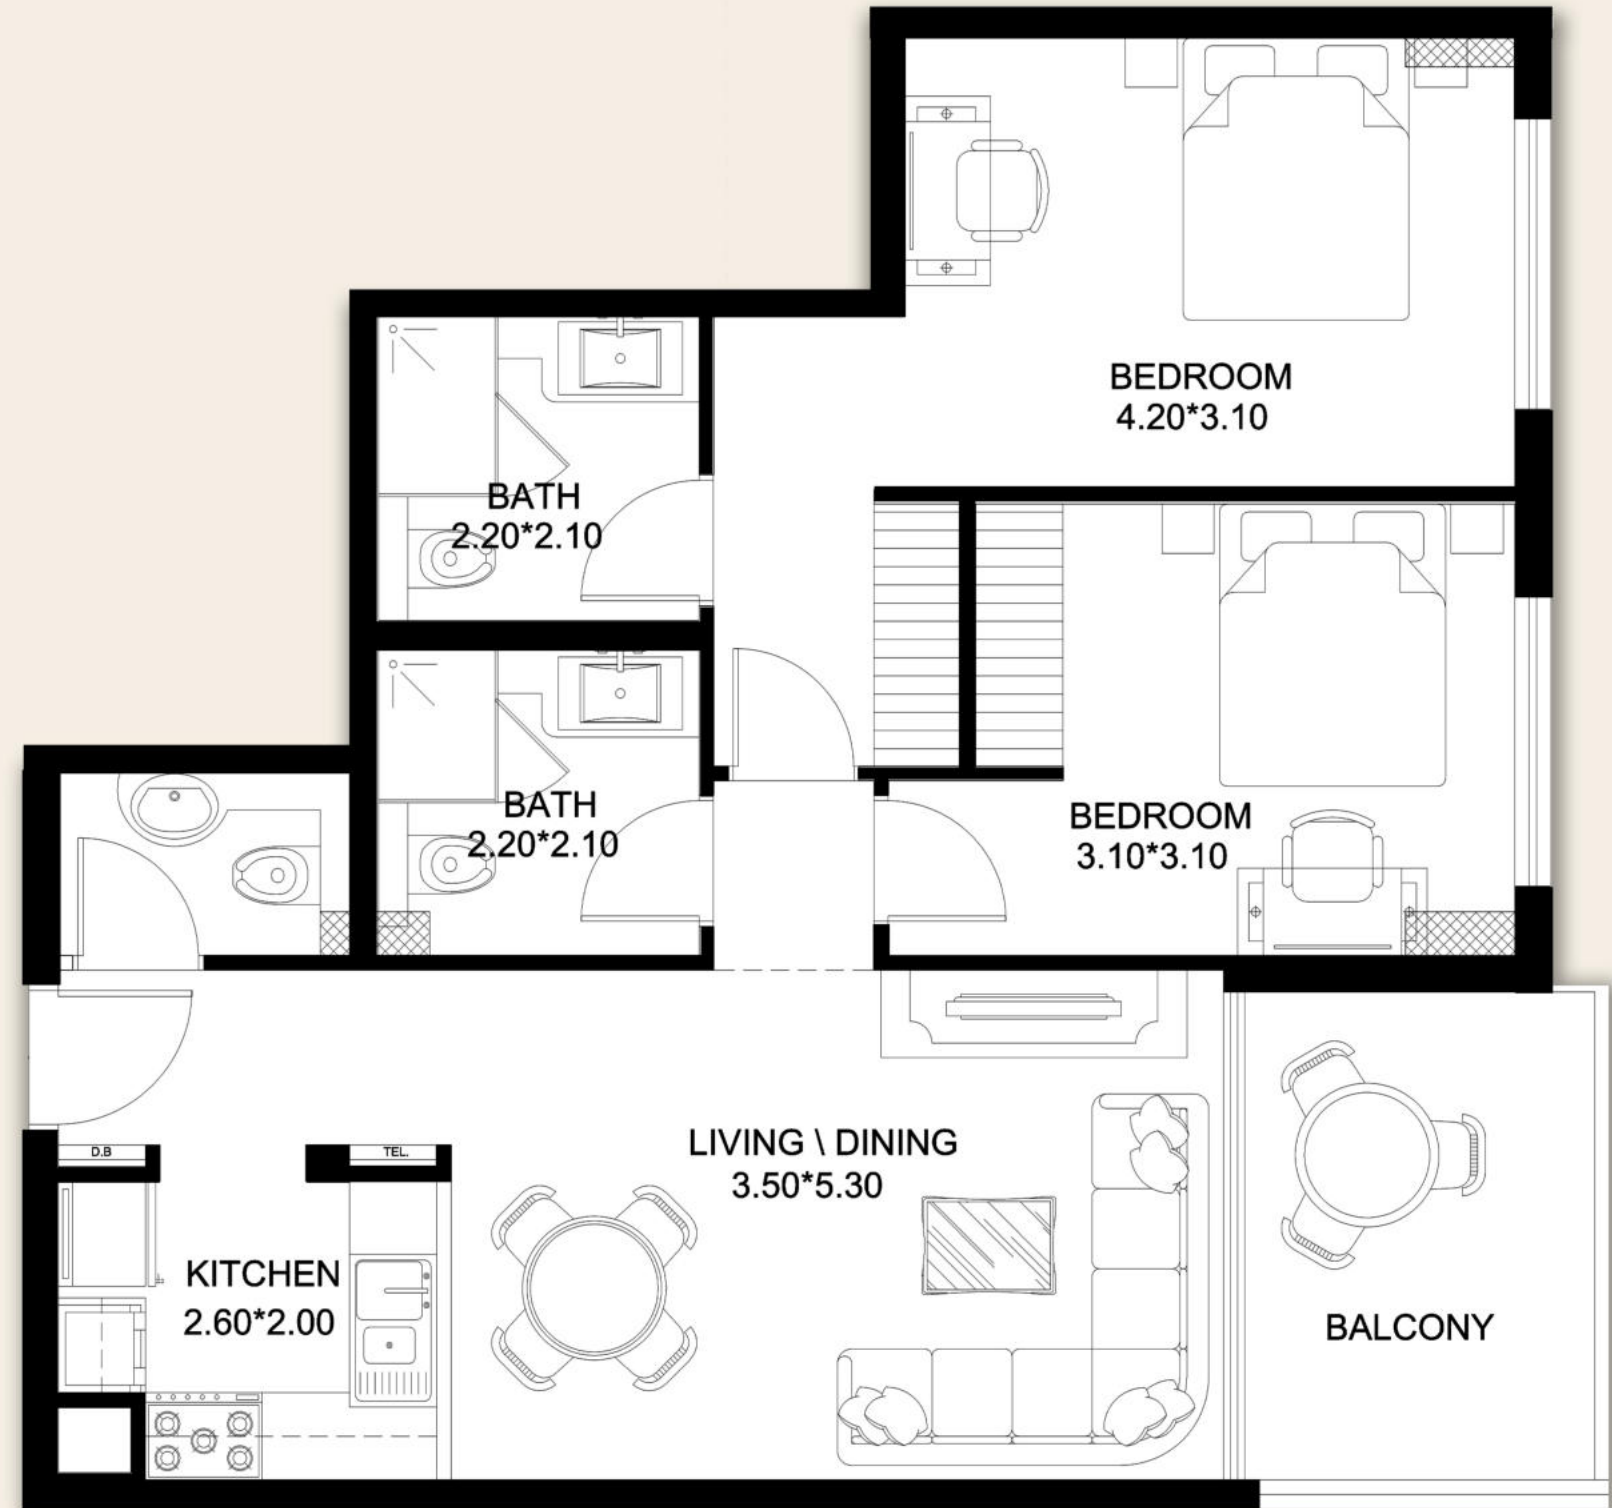 BEDROOM
4.20*3.10
BATH
2.20*2.10
BATH
2.20*2.10
BEDROOM
3.10*3.10
D.B
TEL.
LIVING \ DINING
3.50*5.30
KITCHEN
2.60*2.00
BALCONY